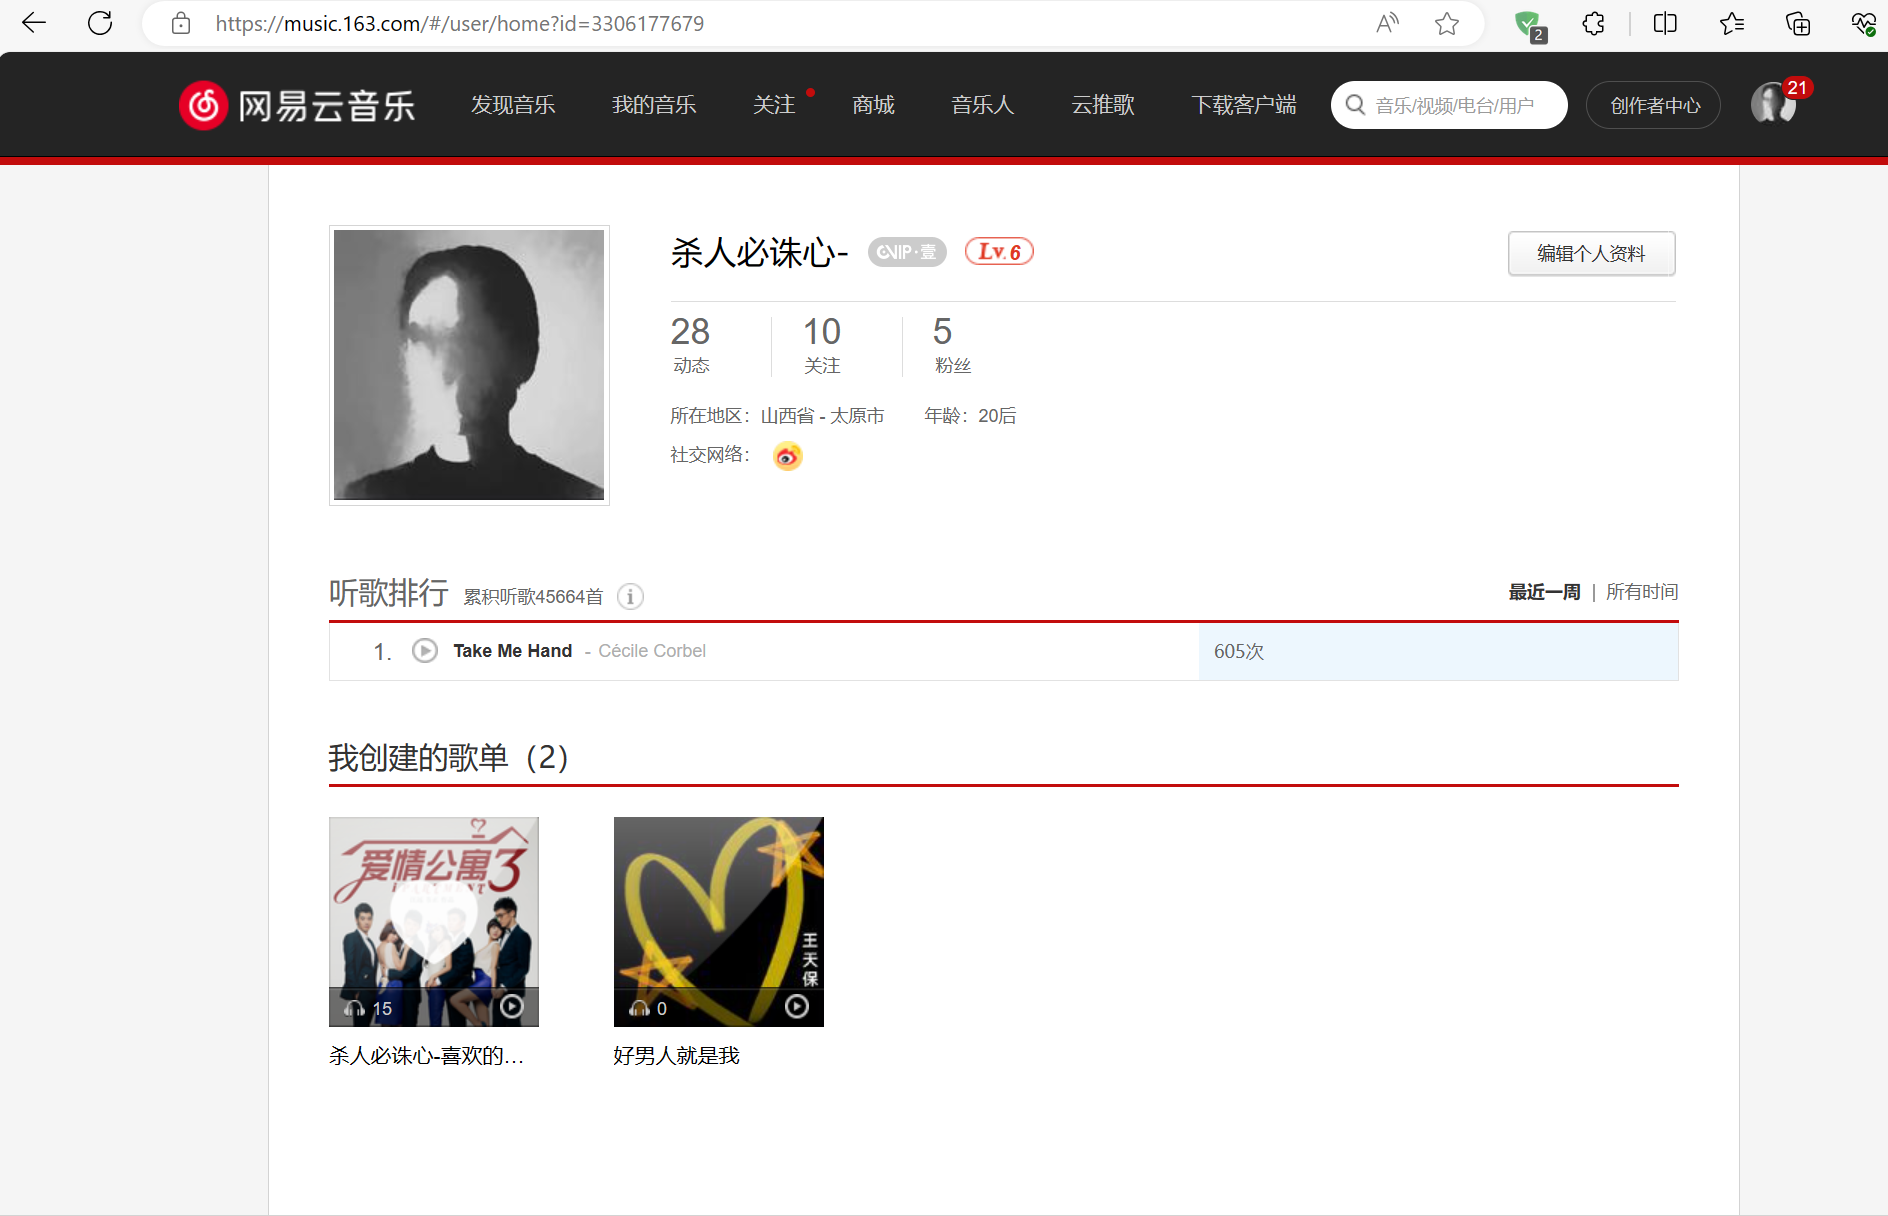 https://music.163.com/#/user/home?id=3306177679
2
网易云音乐
发现音乐 我的音乐 关注 商城 音乐人 云推歌 下载客户端
音乐/视频/电台/用户
创作者中心
21
杀人必诛心- VIP·壹 Lv.6
编辑个人资料
28 10 5
动态 关注 粉丝
所在地区：山西省 - 太原市 年龄：20后
社交网络：
听歌排行 累积听歌45664首
最近一周 | 所有时间
1. Take Me Hand - Cécile Corbel 605次
我创建的歌单（2）
爱情公寓3
王天保
15
0
杀人必诛心-喜欢的…
好男人就是我